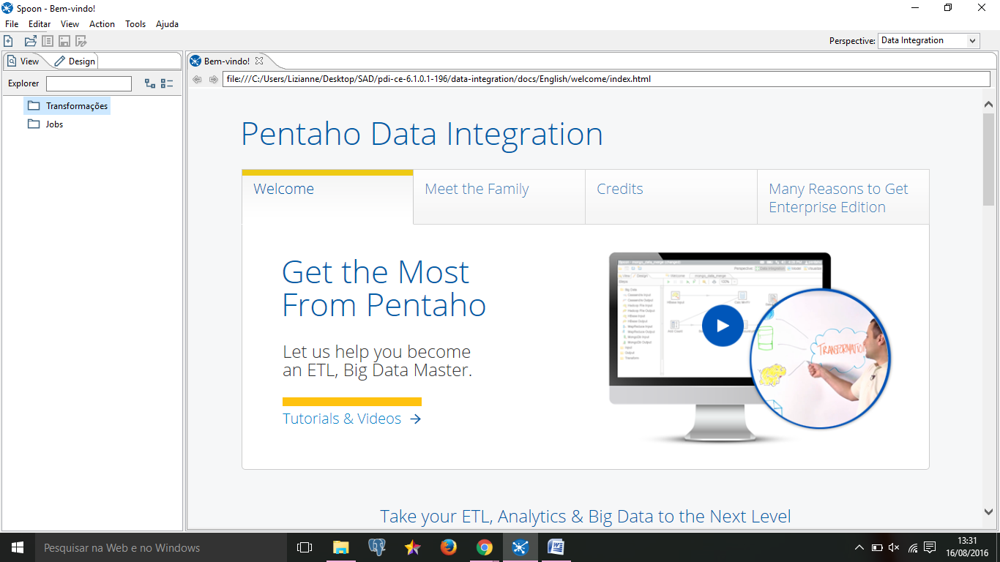 Spoon - Bem-vindo!
File Editar View Action Tools Ajuda
Perspective: Data Integration
View Design
Bem-vindo!
Explorer
file:///C:/Users/Lizianne/Desktop/SAD/pdi-ce-6.1.0.1-196/data-integration/docs/English/welcome/index.html
Transformações
Jobs
Pentaho Data Integration
Welcome
Meet the Family
Credits
Many Reasons to Get
Enterprise Edition
Get the Most
From Pentaho
Let us help you become
an ETL, Big Data Master.
Tutorials & Videos
TRANSFORMATION
Take your ETL, Analytics & Big Data to the Next Level
Pesquisar na Web e no Windows
13:31
16/08/2016